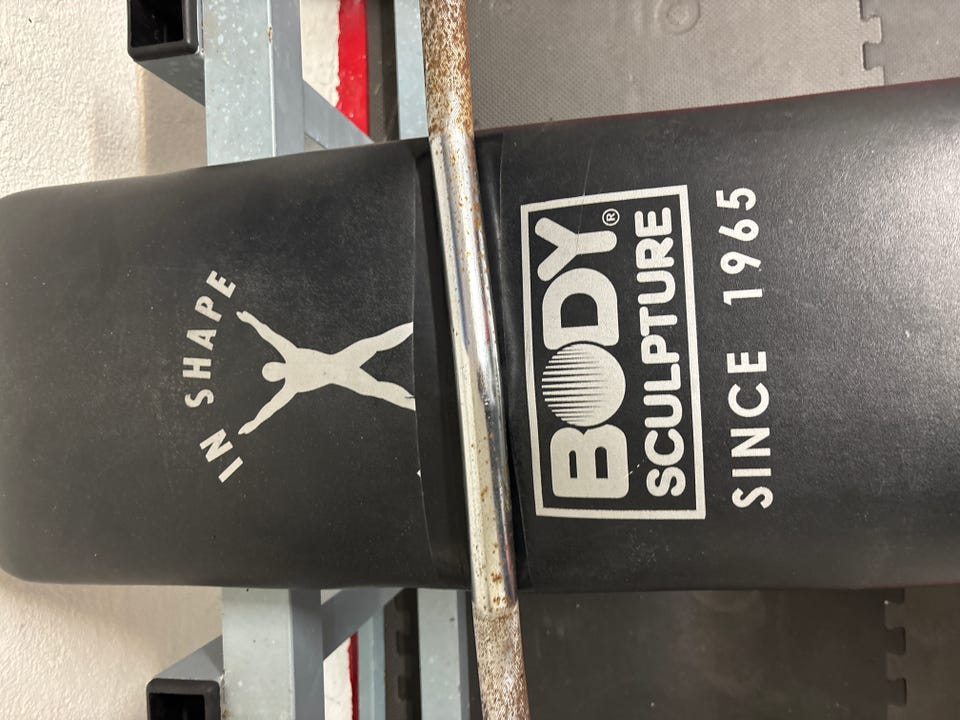 IN SHAPE
BODY®
SCULPTURE
SINCE 1965